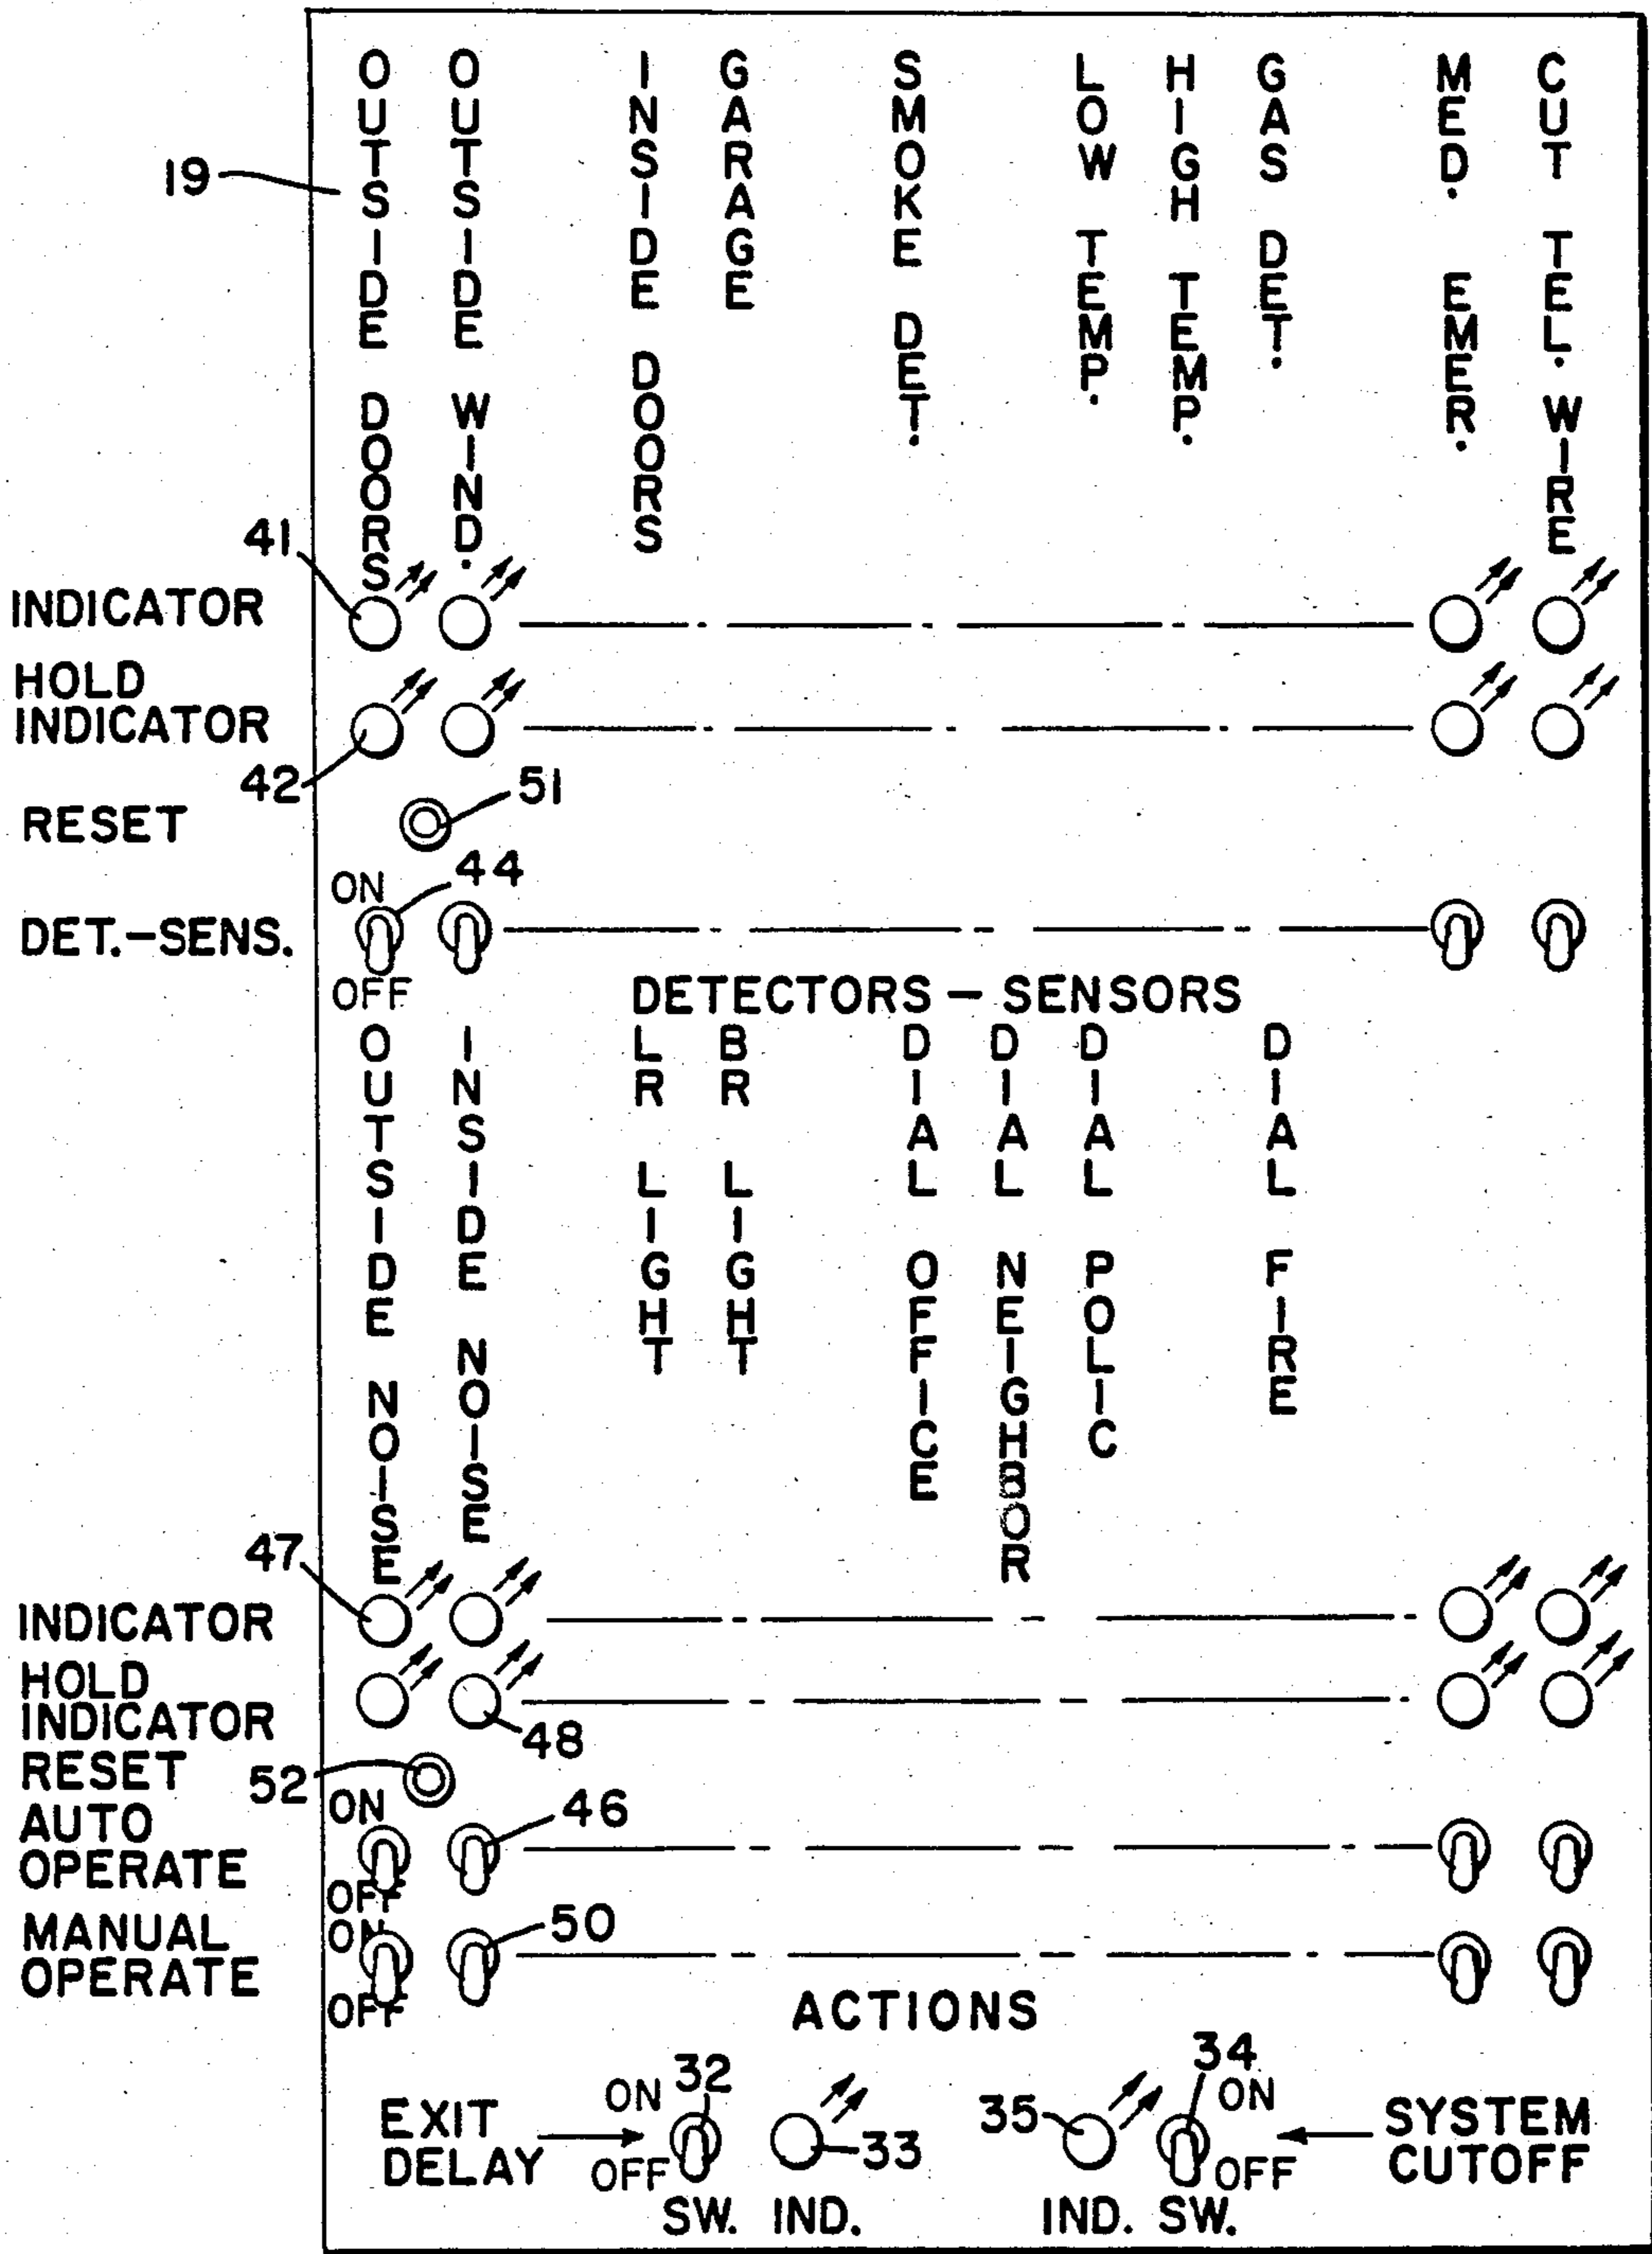 OUTSIDE DOORS
OUTSIDE WIND.
INSIDE DOORS
GARAGE
SMOKE DET.
LOW TEMP.
HIGH TEMP.
GAS DET.
MED. EMER.
CUT TEL. WIRE
19
41
INDICATOR
HOLD
INDICATOR
42
RESET
51
ON
44
DET.-SENS.
OFF
DETECTORS - SENSORS
OUTSIDE NOISE
INSIDE NOISE
LR LIGHT
BR LIGHT
DIAL OFFICE
DIAL NEIGHBOR
DIAL POLIC
DIAL FIRE
47
INDICATOR
HOLD
INDICATOR
48
RESET
52
ON
AUTO
OPERATE
46
OFF
MANUAL
OPERATE
ON
50
OFF
ACTIONS
EXIT
DELAY
ON
32
OFF
33
SW. IND.
35
34
ON
OFF
IND. SW.
SYSTEM
CUTOFF